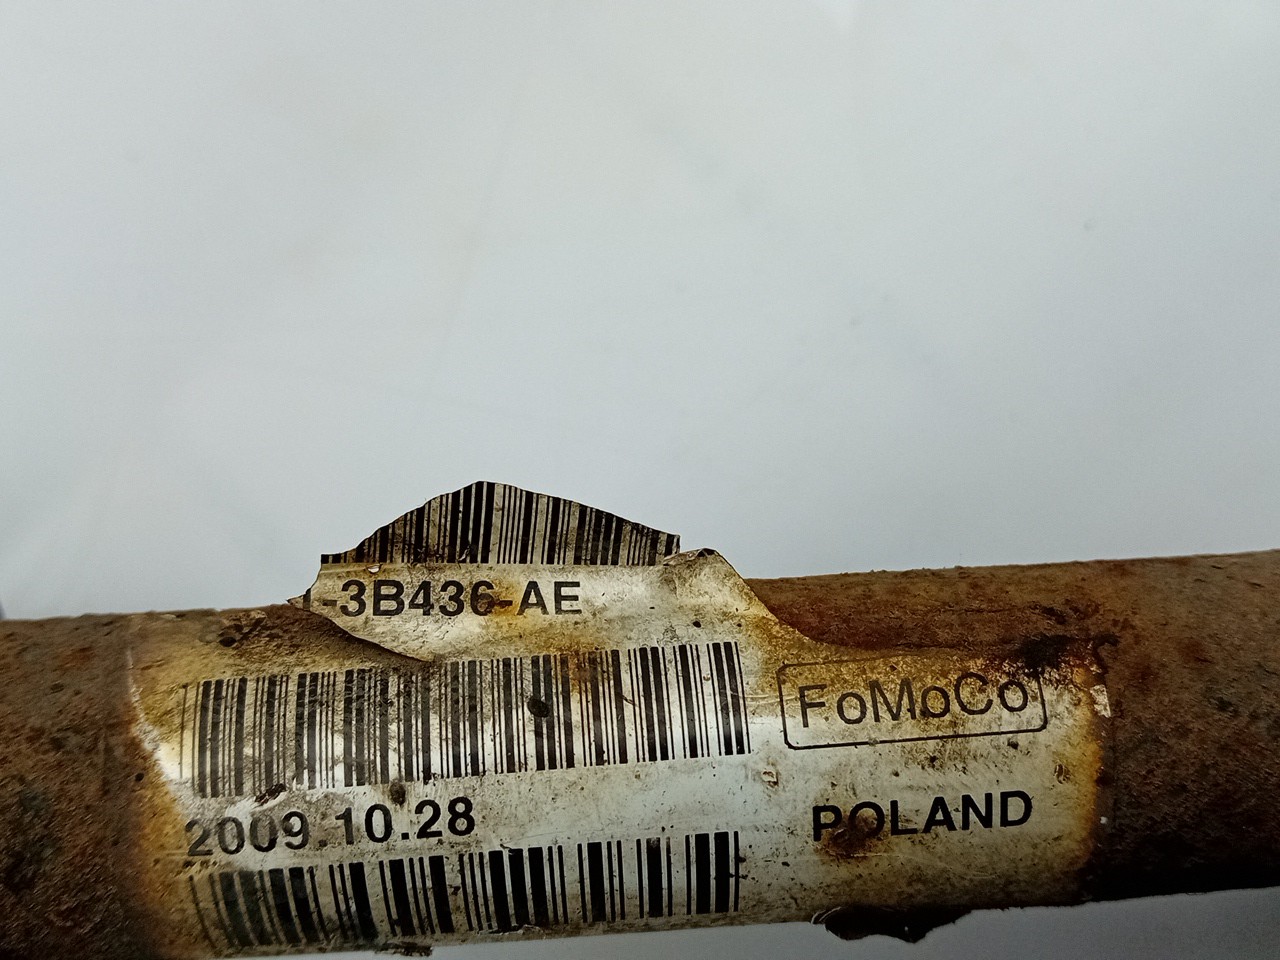 -3B436-AE
FoMoCo
2009 10.28
POLAND